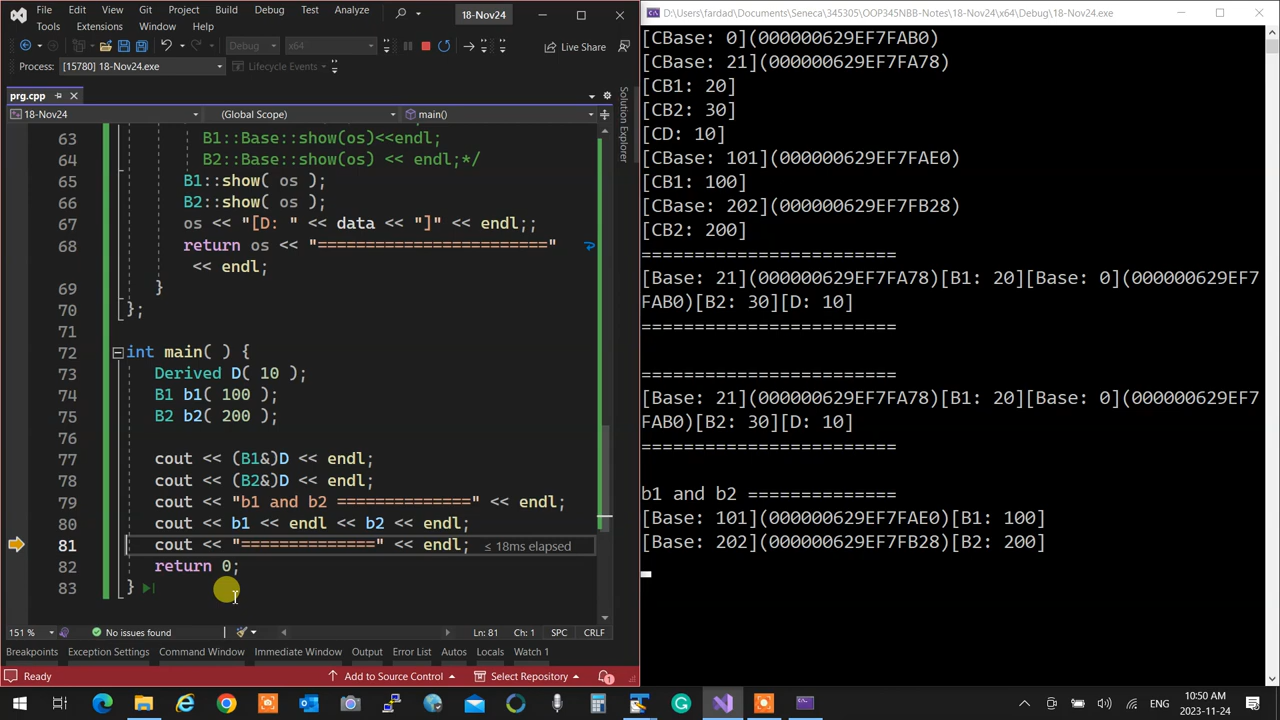 File Edit View Git Project Build Debug Test Analyze
Tools Extensions Window Help
18-Nov24
Debug x64 Live Share
Process: [15780] 18-Nov24.exe Lifecycle Events
prg.cpp
18-Nov24 (Global Scope) main()
63 B1::Base::show(os)<<endl;
64 B2::Base::show(os) << endl;*/
65 B1::show( os );
66 B2::show( os );
67 os << "[D: " << data << "]" << endl;;
68 return os << "========================"
<< endl;
69 }
70 };
71
72 int main( ) {
73 Derived D( 10 );
74 B1 b1( 100 );
75 B2 b2( 200 );
76
77 cout << (B1&)D << endl;
78 cout << (B2&)D << endl;
79 cout << "b1 and b2 ==============" << endl;
80 cout << b1 << endl << b2 << endl;
81 cout << "==============" << endl; ≤ 18ms elapsed
82 return 0;
83 }
Solution Explorer
151 % No issues found Ln: 81 Ch: 1 SPC CRLF
Breakpoints Exception Settings Command Window Immediate Window Output Error List Autos Locals Watch 1
Ready Add to Source Control Select Repository 1
D:\Users\fardad\Documents\Seneca\345305\OOP345NBB-Notes\18-Nov24\x64\Debug\18-Nov24.exe
[CBase: 0](000000629EF7FAB0)
[CBase: 21](000000629EF7FA78)
[CB1: 20]
[CB2: 30]
[CD: 10]
[CBase: 101](000000629EF7FAE0)
[CB1: 100]
[CBase: 202](000000629EF7FB28)
[CB2: 200]
========================
[Base: 21](000000629EF7FA78)[B1: 20][Base: 0](000000629EF7
FAB0)[B2: 30][D: 10]
========================
========================
[Base: 21](000000629EF7FA78)[B1: 20][Base: 0](000000629EF7
FAB0)[B2: 30][D: 10]
========================
b1 and b2 ==============
[Base: 101](000000629EF7FAE0)[B1: 100]
[Base: 202](000000629EF7FB28)[B2: 200]
ENG 10:50 AM
2023-11-24